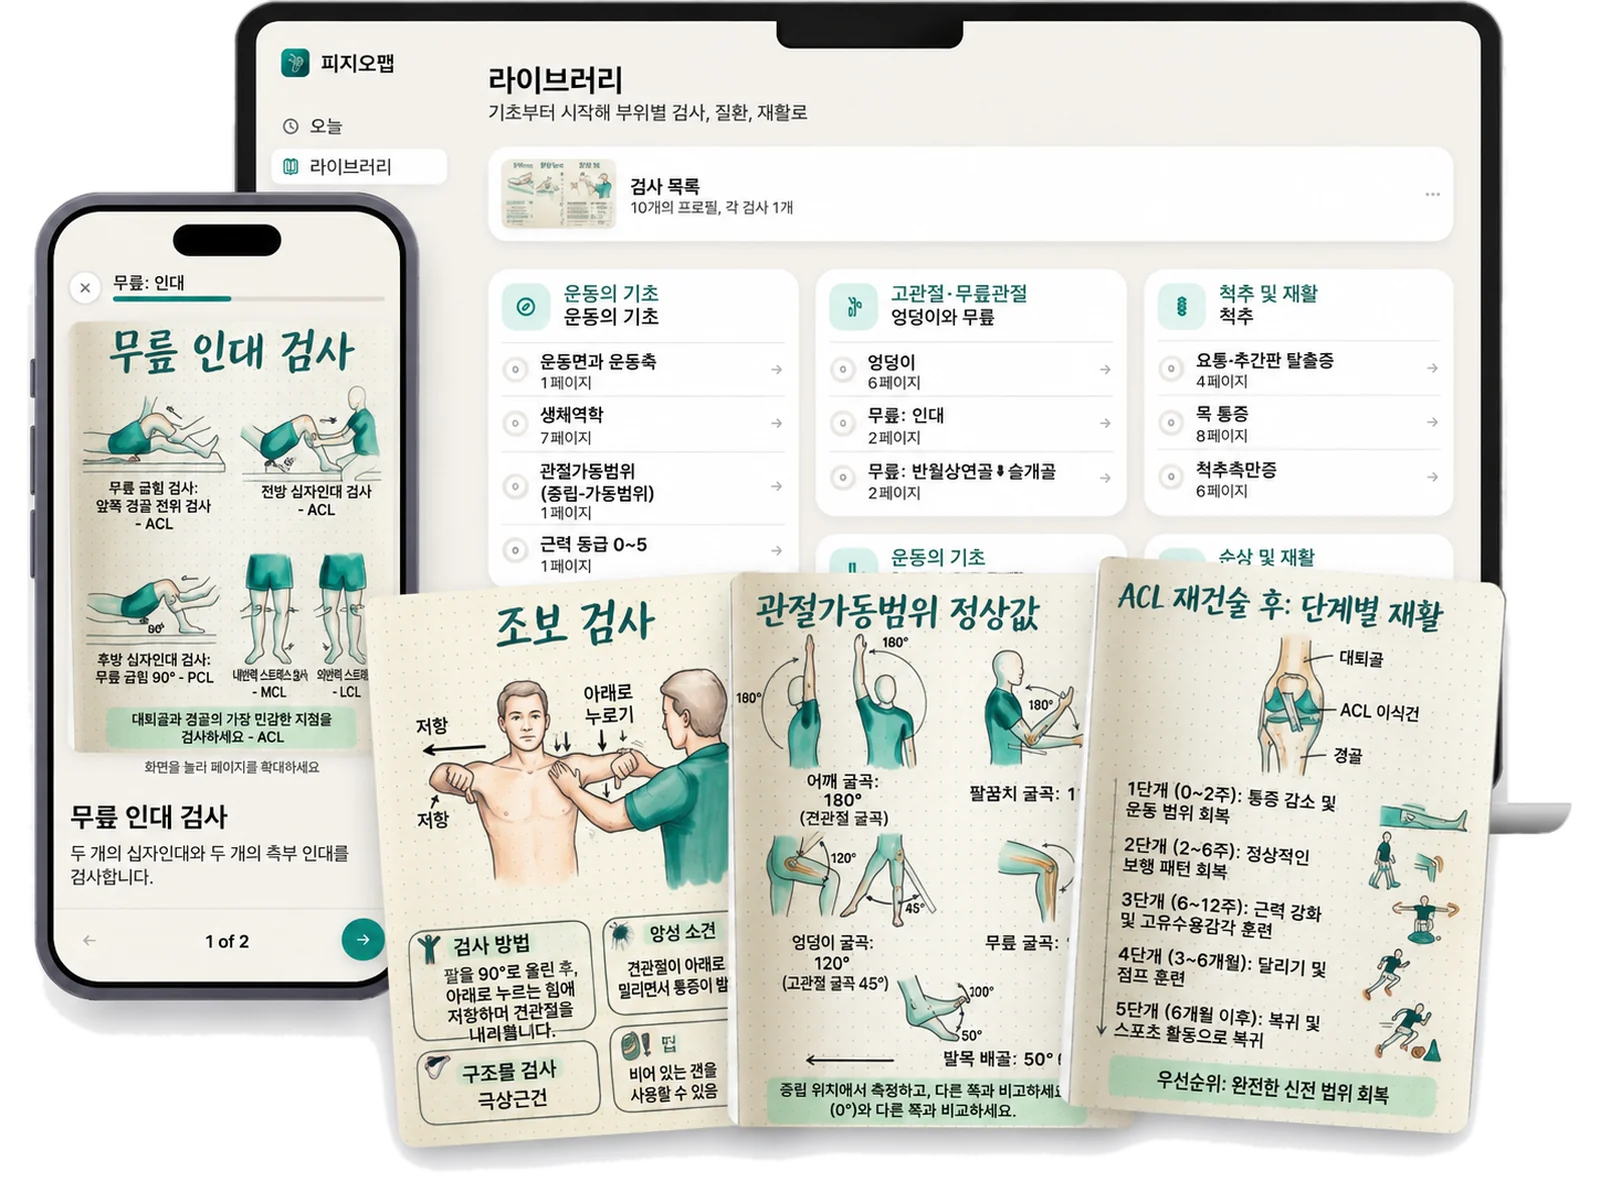 피지오맵
오늘
라이브러리
라이브러리
기초부터 시작해 부위별 검사, 질환, 재활로
검사 목록
10개의 프로필, 각 검사 1개
운동의 기초
운동의 기초
운동면과 운동축
1페이지
생체역학
7페이지
관절가동범위
(중립-가동범위)
1페이지
근력 동급 0~5
1페이지
고관절·무릎관절
엉덩이와 무릎
엉덩이
6페이지
무릎: 인대
2페이지
무릎: 반월상연골 슬개골
2페이지
운동의 기초
척추 및 재활
척추
요통·추간판 탈출증
4페이지
목 통증
8페이지
척추측만증
6페이지
손상 및 재활
무릎: 인대
무릎 인대 검사
무릎 굽힘 검사:
앞쪽 경골 전위 검사
- ACL
전방 십자인대 검사
- ACL
90°
후방 십자인대 검사:
무릎 굽힘 90° - PCL
내반력 스트레스 검사
- MCL
외반력 스트레
- LCL
대퇴골과 경골의 가장 민감한 지점을
검사하세요 - ACL
화면을 눌러 페이지를 확대하세요
무릎 인대 검사
두 개의 십자인대와 두 개의 측부 인대를
검사합니다.
1 of 2
조보 검사
저항
아래로
누르기
저항
검사 방법
팔을 90°로 올린 후,
아래로 누르는 힘에
저항하며 견관절을
양성 소견
견관절이 아래로
밀리면서 통증이 발
구조물 검사
극상근건
팁
비어 있는 캔을
사용할 수 있음
관절가동범위 정상값
180°
180°
180°
어깨 굴곡:
180°
(견관절 굴곡)
팔꿈치 굴곡: 1
120°
45°
엉덩이 굴곡:
120°
(고관절 굴곡 45°)
무릎 굴곡:
100°
50°
발목 배골: 50°
중립 위치에서 측정하고, 다른 쪽과 비고하세요
(0°)와 다른 쪽과 비교하세요.
ACL 재건술 후: 단계별 재활
대퇴골
ACL 이식건
경골
1단개 (0~2주): 통증 감소 및
운동 범위 회복
2단개 (2~6주): 정상적인
보행 패턴 회복
3단개 (6~12주): 근력 강화
및 고유수용감각 훈련
4단개 (3~6개월): 달리기 및
점프 훈련
5단개 (6개월 이후): 복귀 및
스포츠 활동으로 복귀
우선순위: 완전한 신전 범위 회복